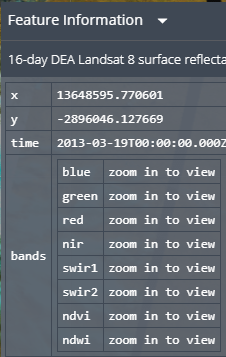 Feature Information
16-day DEA Landsat 8 surface reflecta
x 13648595.770601
y -2896046.127669
time 2013-03-19T00:00:00.000Z
bands
blue zoom in to view
green zoom in to view
red zoom in to view
nir zoom in to view
swir1 zoom in to view
swir2 zoom in to view
ndvi zoom in to view
ndwi zoom in to view